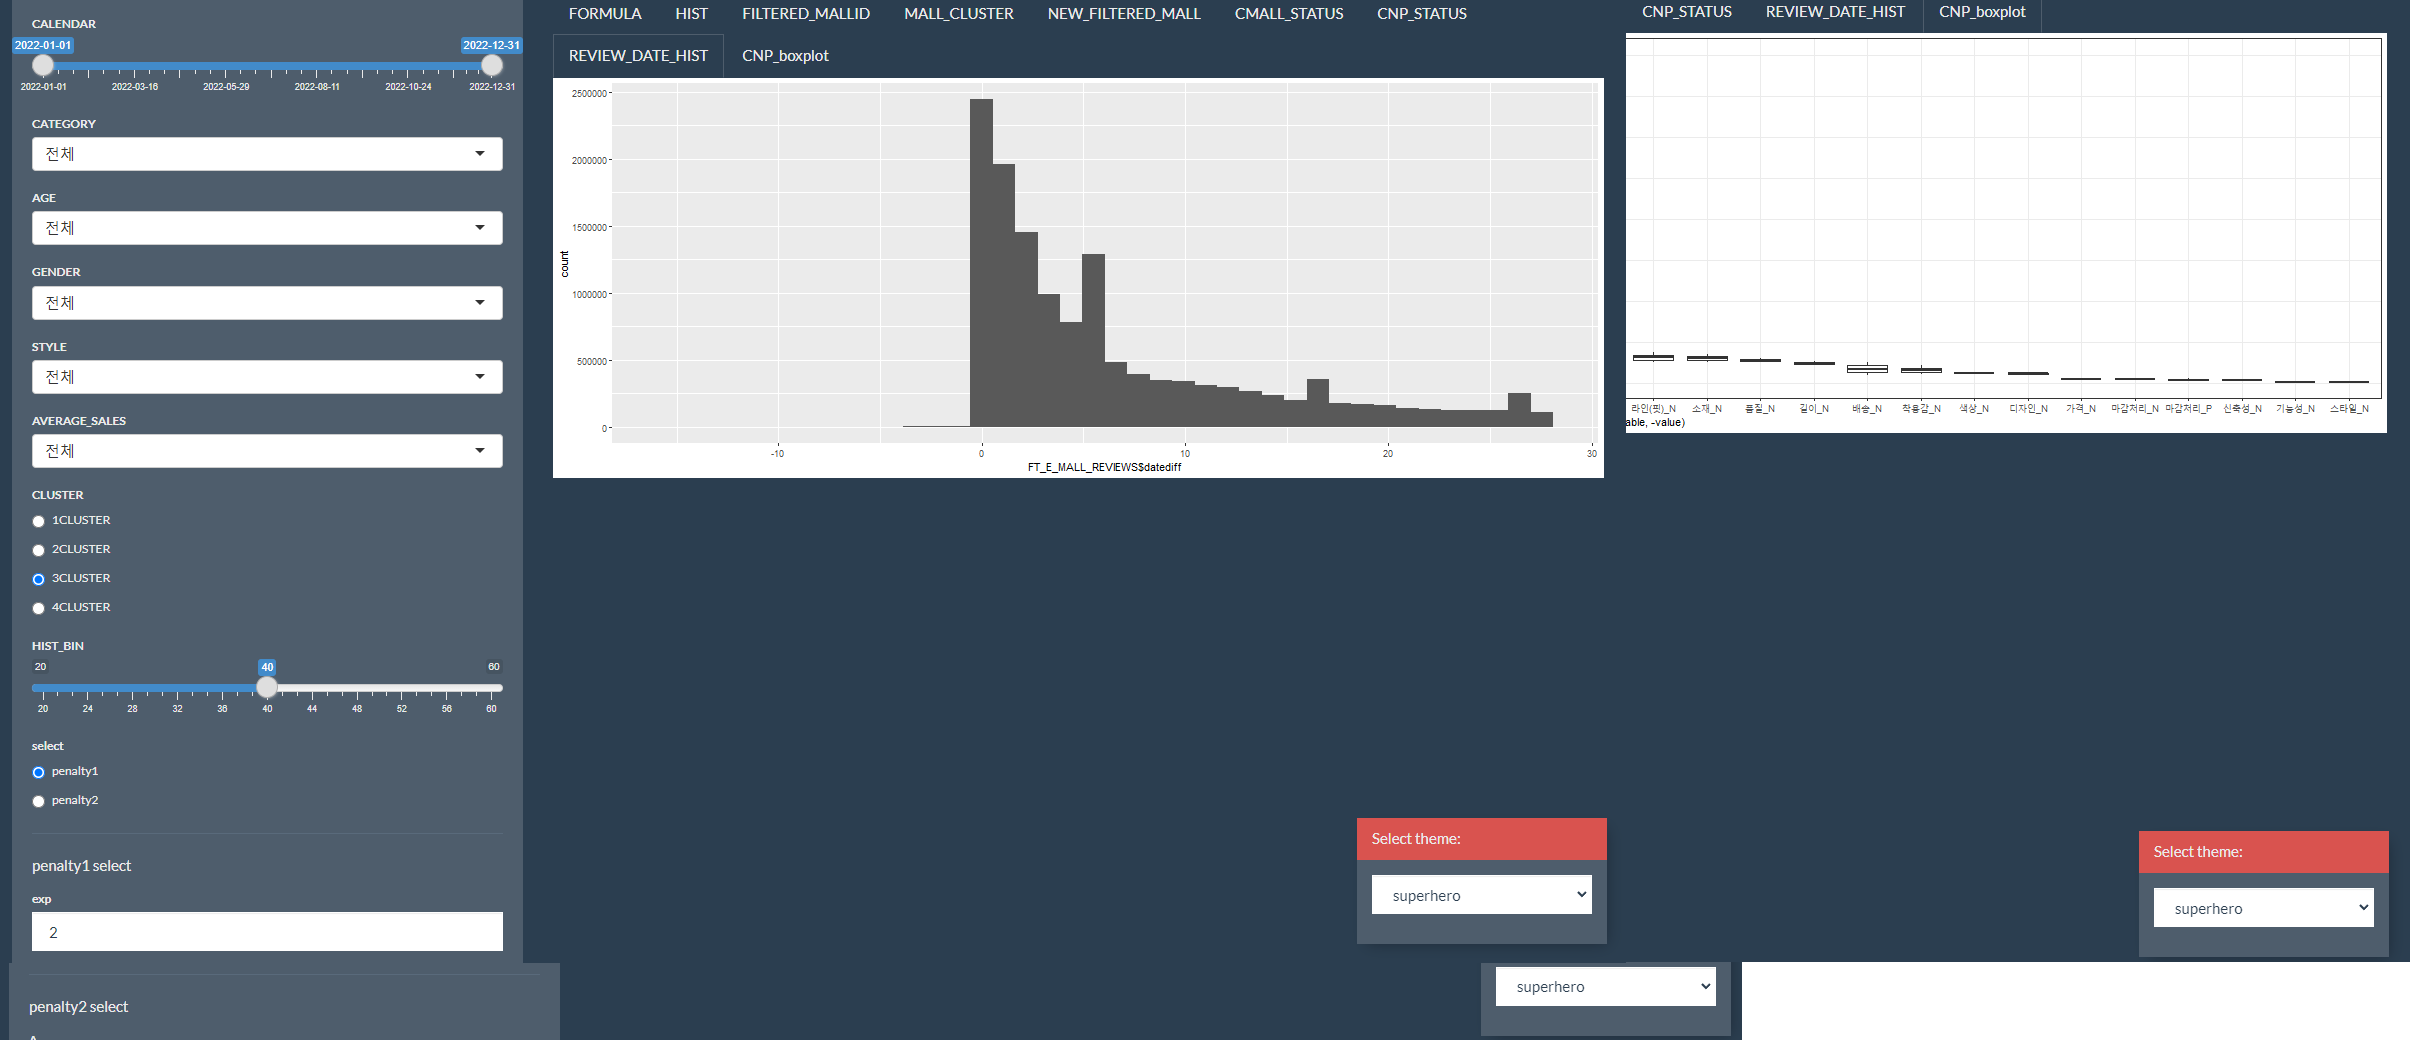 CALENDAR
2022-01-01 2022-12-31
2022-01-01 2022-03-16 2022-05-29 2022-08-11 2022-10-24 2022-12-31
CATEGORY
전체
AGE
전체
GENDER
전체
STYLE
전체
AVERAGE_SALES
전체
CLUSTER
1CLUSTER
2CLUSTER
3CLUSTER
4CLUSTER
HIST_BIN
20 40 60
20 24 28 32 36 40 44 48 52 56 60
select
penalty1
penalty2
penalty1 select
exp
2
penalty2 select
FORMULA HIST FILTERED_MALLID MALL_CLUSTER NEW_FILTERED_MALL CMALL_STATUS CNP_STATUS
REVIEW_DATE_HIST CNP_boxplot
2500000
2000000
1500000
1000000
500000
0
count
-10 0 10 20 30
FT_E_MALL_REVIEWS$datediff
Select theme:
superhero
superhero
CNP_STATUS REVIEW_DATE_HIST CNP_boxplot
라인(핏)_N 소재_N 품질_N 길이_N 배송_N 착용감_N 색상_N 디자인_N 가격_N 마감처리_N 마감처리_P 신축성_N 기능성_N 스타일_N
able, -value)
Select theme:
superhero